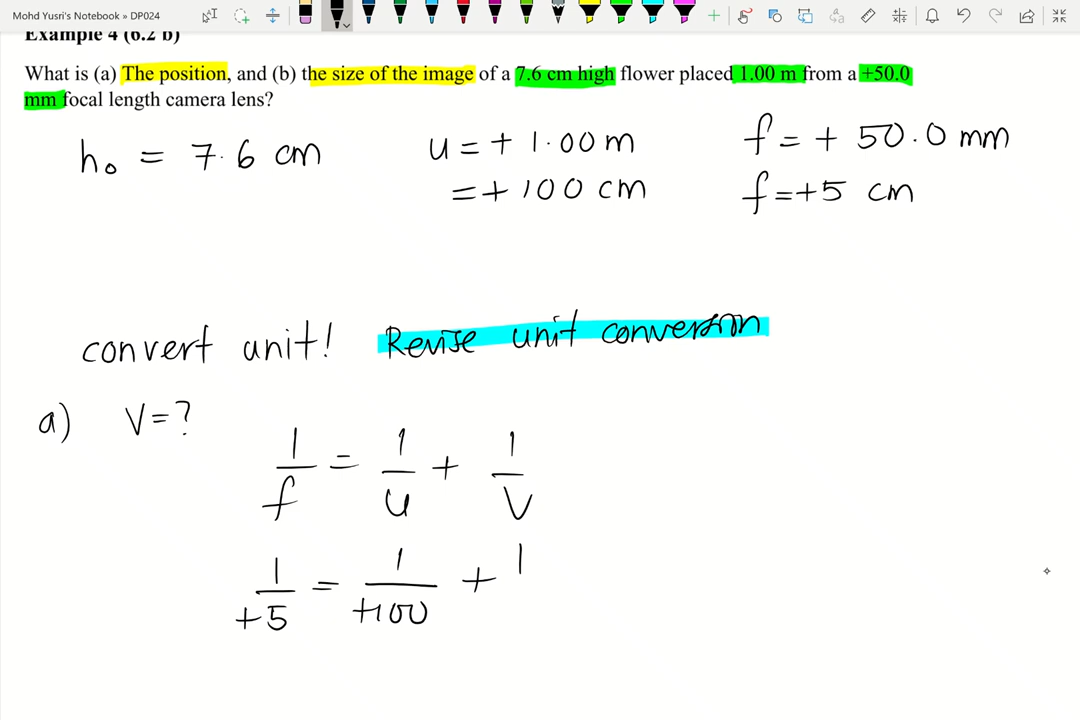 Mohd Yusri's Notebook » DP024
Example 4 (6.2 b)
What is (a) The position, and (b) the size of the image of a 7.6 cm high flower placed 1.00 m from a +50.0
mm focal length camera lens?
h₀ = 7.6 cm u = + 1.00 m f = + 50.0 mm
= + 100 cm f = +5 cm
convert unit! Revise unit conversion
a) v = ?
1/f = 1/u + 1/v
1/+5 = 1/+100 + 1